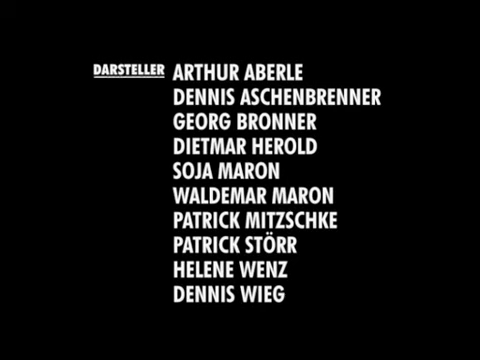 DARSTELLER ARTHUR ABERLE
DENNIS ASCHENBRENNER
GEORG BRONNER
DIETMAR HEROLD
SOJA MARON
WALDEMAR MARON
PATRICK MITZSCHKE
PATRICK STÖRR
HELENE WENZ
DENNIS WIEG